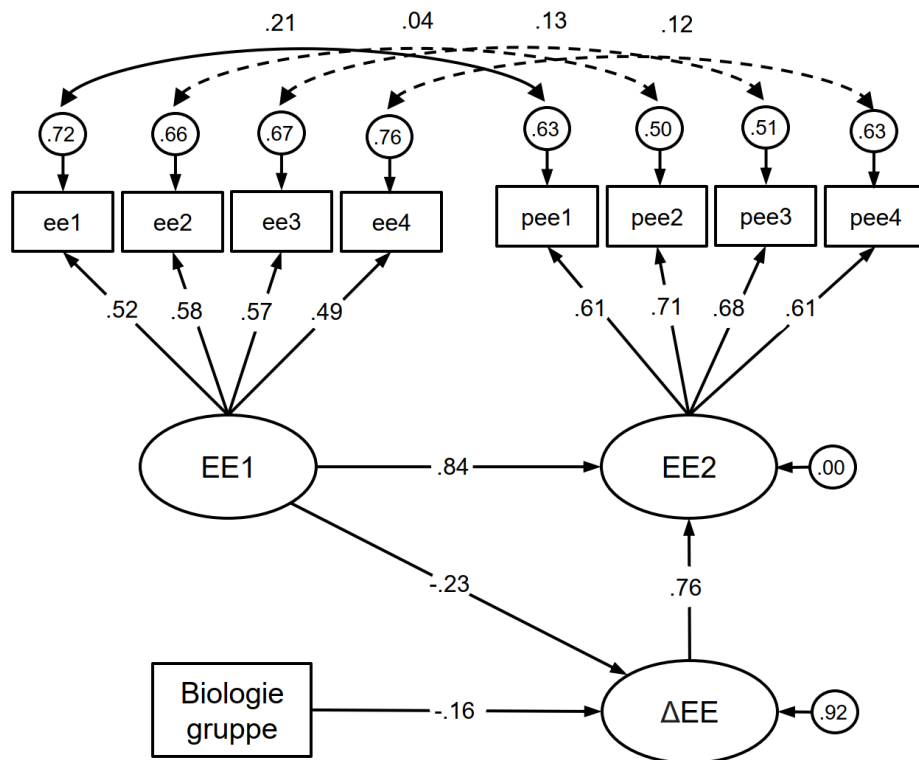 .21 .04 .13 .12
.72 .66 .67 .76 .63 .50 .51 .63
ee1 ee2 ee3 ee4 pee1 pee2 pee3 pee4
.52 .58 .57 .49 .61 .71 .68 .61
EE1 .84 EE2 .00
-.23 .76
Biologie
gruppe
-.16 ΔEE .92